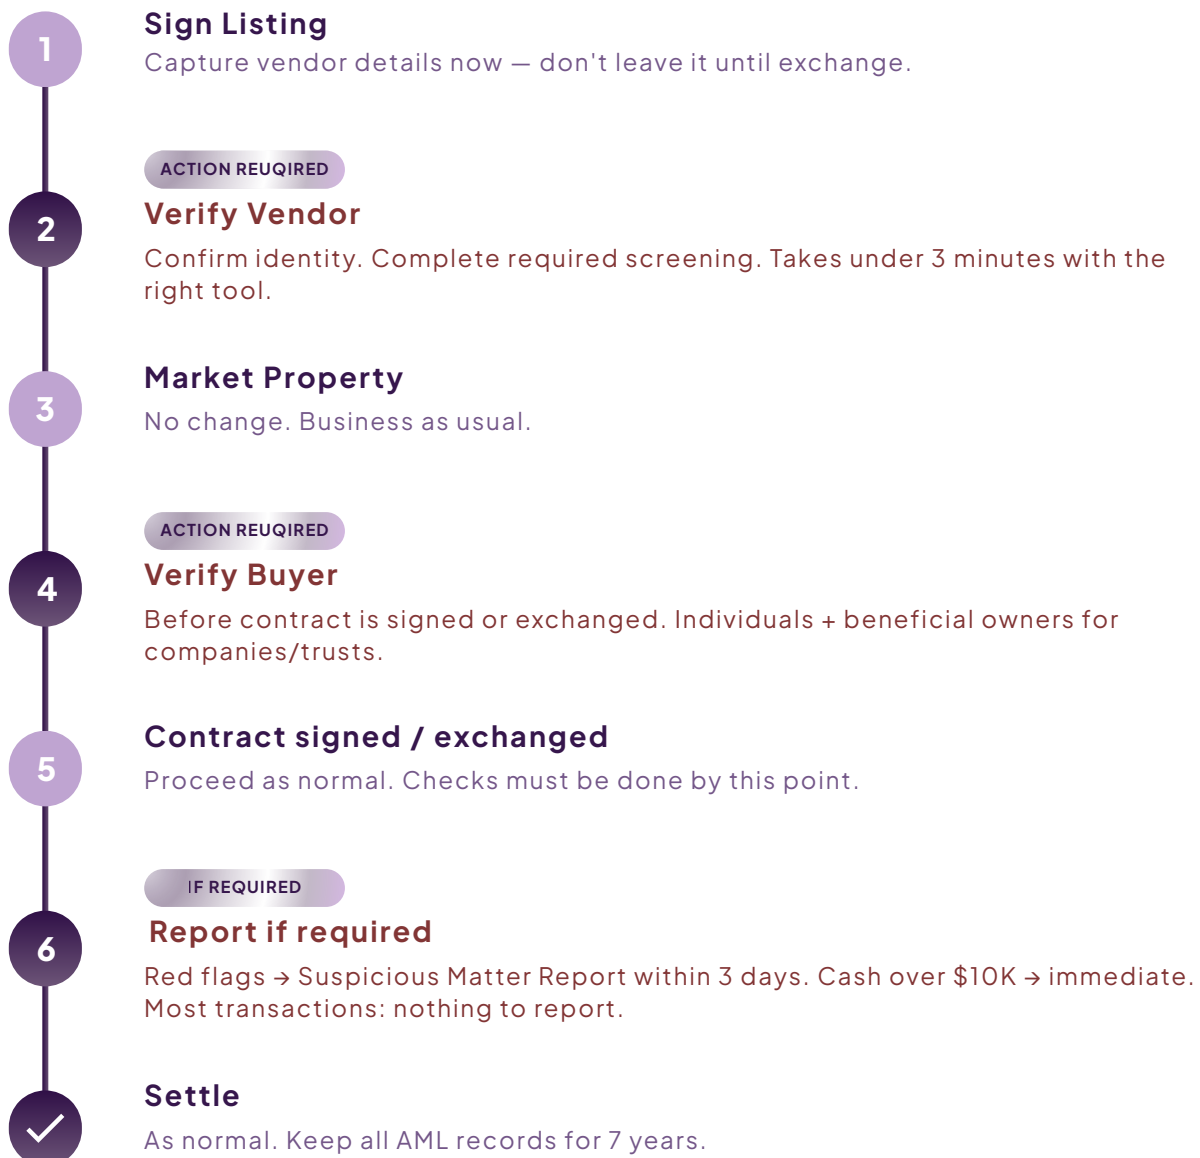 1
Sign Listing
Capture vendor details now — don't leave it until exchange.
ACTION REUQIRED
2
Verify Vendor
Confirm identity. Complete required screening. Takes under 3 minutes with the
right tool.
3
Market Property
No change. Business as usual.
ACTION REUQIRED
4
Verify Buyer
Before contract is signed or exchanged. Individuals + beneficial owners for
companies/trusts.
5
Contract signed / exchanged
Proceed as normal. Checks must be done by this point.
IF REQUIRED
6
Report if required
Red flags → Suspicious Matter Report within 3 days. Cash over $10K → immediate.
Most transactions: nothing to report.
Settle
As normal. Keep all AML records for 7 years.